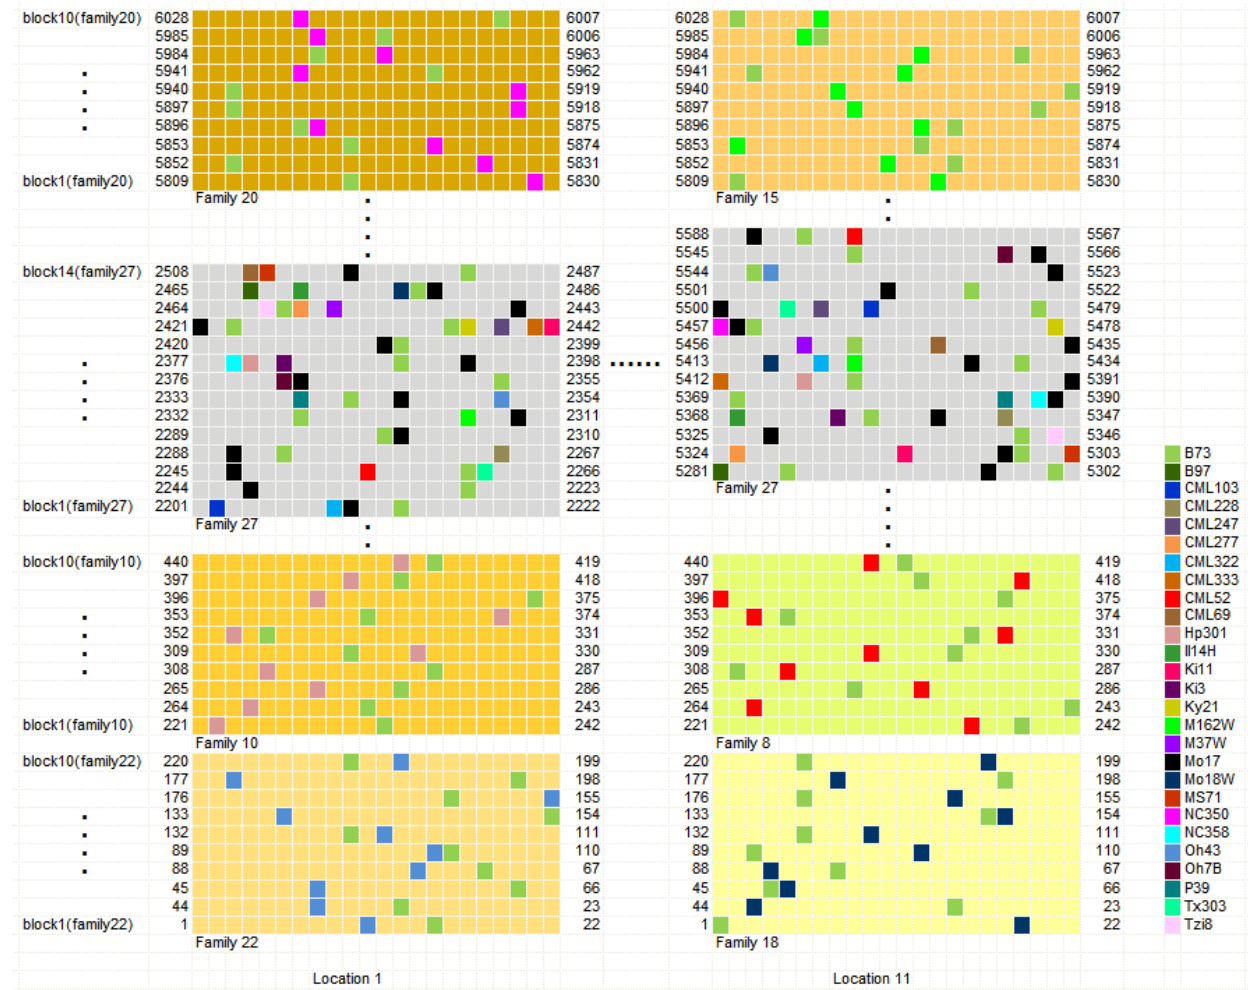 block10(family20) 6028 6007 6028 6007
5985 6006 5985 6006
5984 5963 5984 5963
5941 5962 5941 5962
5940 5919 5940 5919
5897 5918 5897 5918
5896 5875 5896 5875
5853 5874 5853 5874
5852 5831 5852 5831
block1(family20) 5809 5830 5809 5830
Family 20 Family 15
5588 5567
5545 5566
block14(family27) 2508 2487 5544 5523
2465 2486 5501 5522
2464 2443 5500 5479
2421 2442 5457 5478
2420 2399 5456 5435
2377 2398 5413 5434
2376 2355 5412 5391
2333 2354 5369 5390
2332 2311 5368 5347
2289 2310 5325 5346
2288 2267 5324 5303
2245 2266 5281 5302
2244 2223
Family 27
block1(family27) 2201 2222
Family 27
block10(family10) 440 419 440 419
397 418 397 418
396 375 396 375
353 374 353 374
352 331 352 331
309 330 309 330
308 287 308 287
265 286 265 286
264 243 264 243
block1(family10) 221 242 221 242
Family 10 Family 8
block10(family22) 220 199 220 199
177 198 177 198
176 155 176 155
133 154 133 154
132 111 132 111
89 110 89 110
88 67 88 67
45 66 45 66
44 23 44 23
block1(family22) 1 22 1 22
Family 22 Family 18
Location 1 Location 11
B73
B97
CML103
CML228
CML247
CML277
CML322
CML333
CML52
CML69
Hp301
Il14H
Ki11
Ki3
Ky21
M162W
M37W
Mo17
Mo18W
MS71
NC350
NC358
Oh43
Oh7B
P39
Tx303
Tzi8